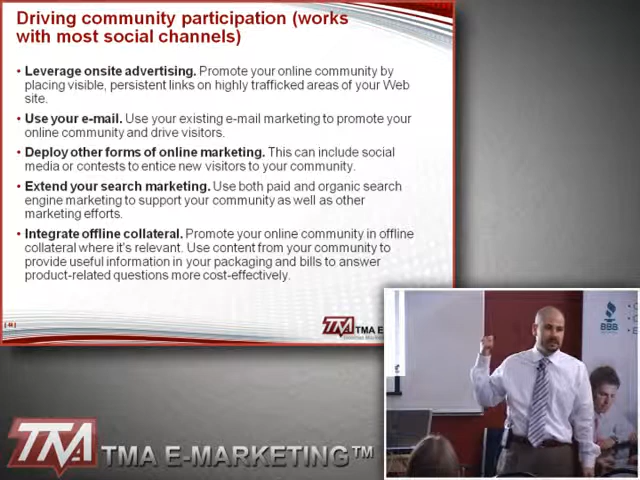 Driving community participation (works
with most social channels)
• Leverage onsite advertising. Promote your online community by
placing visible, persistent links on highly trafficked areas of your Web
site.
• Use your e-mail. Use your existing e-mail marketing to promote your
online community and drive visitors.
• Deploy other forms of online marketing. This can include social
media or contests to entice new visitors to your community.
• Extend your search marketing. Use both paid and organic search
engine marketing to support your community as well as other
marketing efforts.
• Integrate offline collateral. Promote your online community in offline
collateral where it's relevant. Use content from your community to
provide useful information in your packaging and bills to answer
product-related questions more cost-effectively.
TMA TMA E-M
BBB
TMA TMA E-MARKETING™